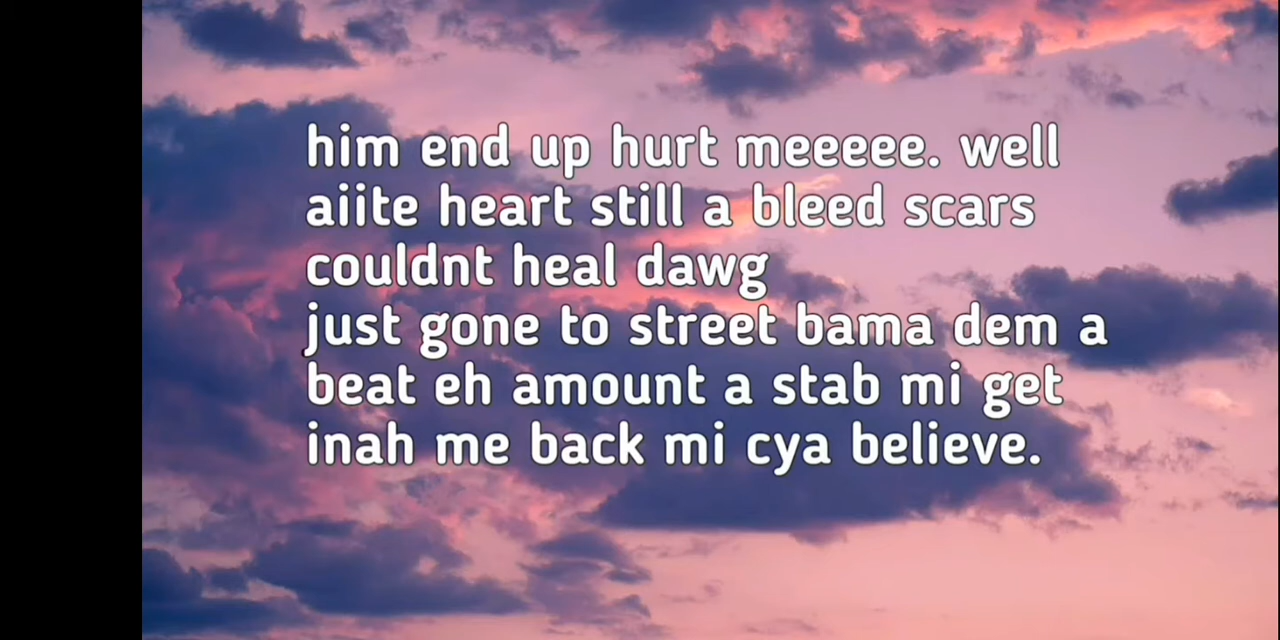 him end up hurt meeeee. well
aiite heart still a bleed scars
couldnt heal dawg
just gone to street bama dem a
beat eh amount a stab mi get
inah me back mi cya believe.